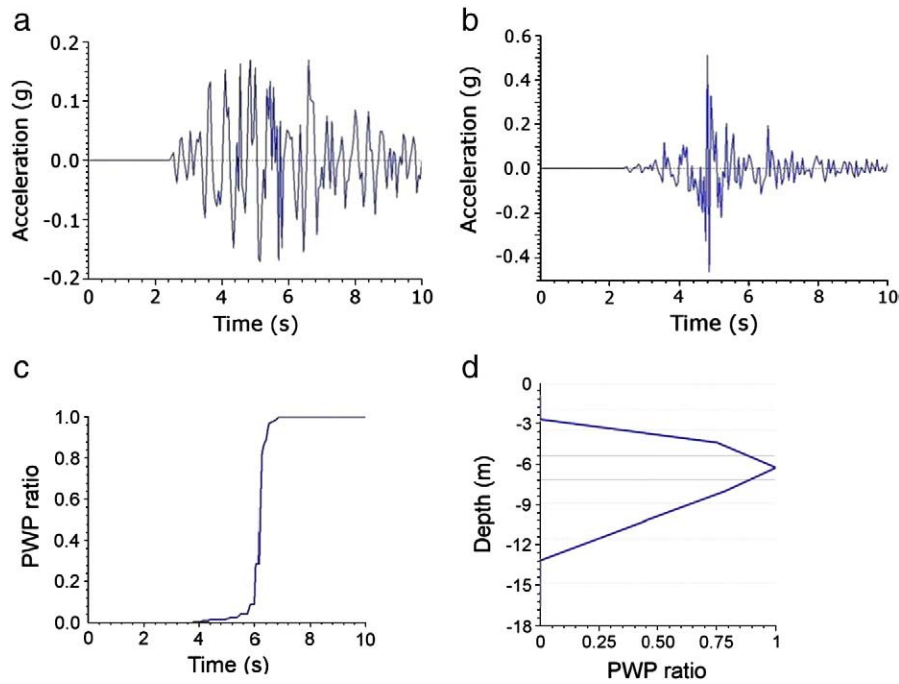 a
0.2
0.1
0.0
-0.1
-0.2
Acceleration (g)
0 2 4 6 8 10
Time (s)
b
0.6
0.4
0.2
0.0
-0.2
-0.4
Acceleration (g)
0 2 4 6 8 10
Time (s)
c
1.0
0.8
0.6
0.4
0.2
0.0
PWP ratio
0 2 4 6 8 10
Time (s)
d
0
-3
-6
-9
-12
-15
-18
Depth (m)
0 0.25 0.50 0.75 1
PWP ratio